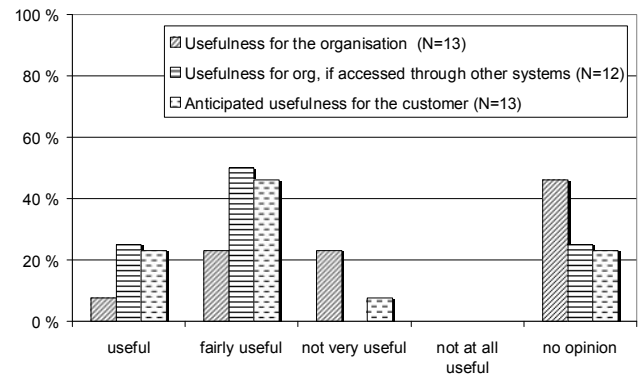 100 %
80 %
60 %
40 %
20 %
0 %
Usefulness for the organisation (N=13)
Usefulness for org, if accessed through other systems (N=12)
Anticipated usefulness for the customer (N=13)
useful
fairly useful
not very useful
not at all
useful
no opinion